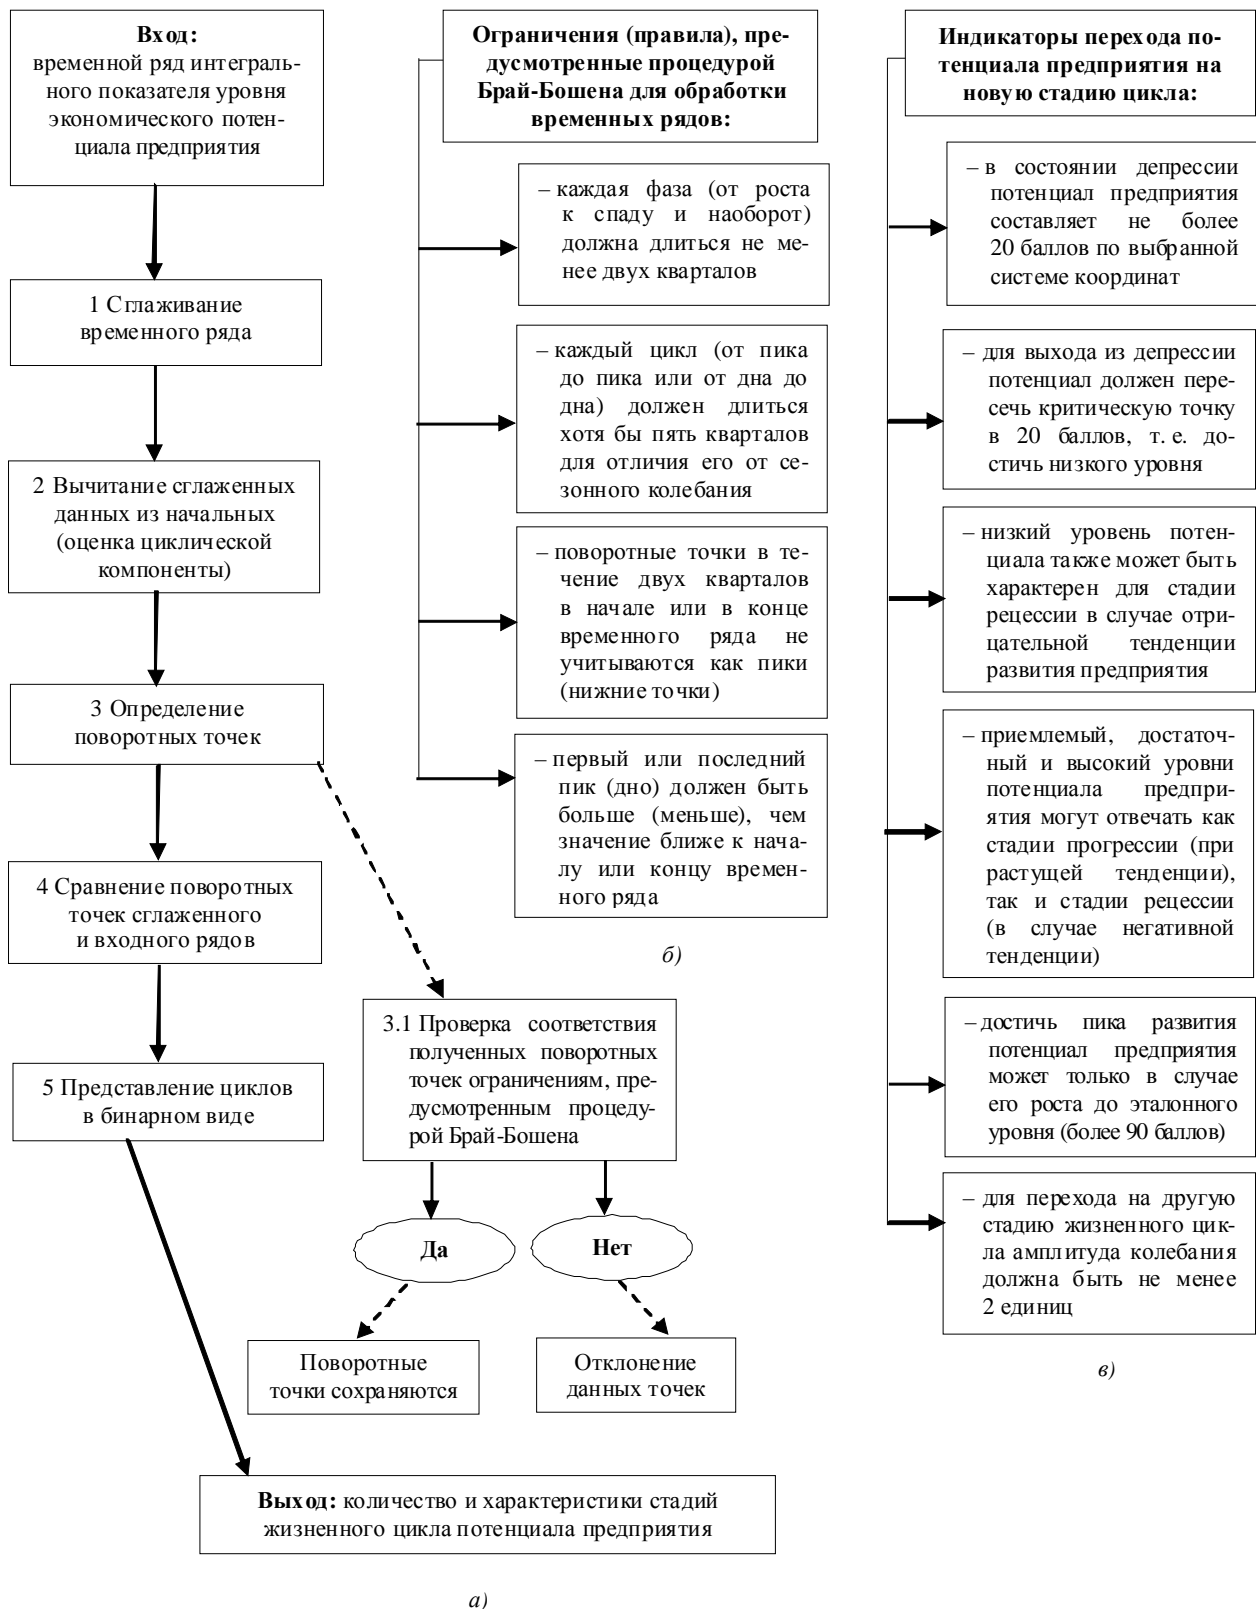 Вход:
временной ряд интеграль-
ного показателя уровня
экономического потен-
циала предприятия
1 Сглаживание
временного ряда
2 Вычитание сглаженных
данных из начальных
(оценка циклической
компоненты)
3 Определение
поворотных точек
4 Сравнение поворотных
точек сглаженного
и входного рядов
5 Представление циклов
в бинарном виде
3.1 Проверка соответствия
полученных поворотных
точек ограничениям, пре-
дусмотренным процеду-
рой Брай-Бошена
Да
Нет
Поворотные
точки сохраняются
Отклонение
данных точек
Выход: количество и характеристики стадий
жизненного цикла потенциала предприятия
а)
Ограничения (правила), пре-
дусмотренные процедурой
Брай-Бошена для обработки
временных рядов:
– каждая фаза (от роста
к спаду и наоборот)
должна длиться не ме-
нее двух кварталов
– каждый цикл (от пика
до пика или от дна до
дна) должен длиться
хотя бы пять кварталов
для отличия его от се-
зонного колебания
– поворотные точки в те-
чение двух кварталов
в начале или в конце
временного ряда не
учитываются как пики
(нижние точки)
– первый или последний
пик (дно) должен быть
больше (меньше), чем
значение ближе к нача-
лу или концу времен-
ного ряда
б)
Индикаторы перехода по-
тенциала предприятия на
новую стадию цикла:
– в состоянии депрессии
потенциал предприятия
составляет не более
20 баллов по выбранной
системе координат
– для выхода из депрессии
потенциал должен пере-
сечь критическую точку
в 20 баллов, т. е. до-
стичь низкого уровня
– низкий уровень потен-
циала также может быть
характерен для стадии
рецессии в случае отри-
цательной тенденции
развития предприятия
– приемлемый, достаточ-
ный и высокий уровни
потенциала предпри-
ятия могут отвечать как
стадии прогрессии (при
растущей тенденции),
так и стадии рецессии
(в случае негативной
тенденции)
– достичь пика развития
потенциал предприятия
может только в случае
его роста до эталонного
уровня (более 90 баллов)
– для перехода на другую
стадию жизненного цик-
ла амплитуда колебания
должна быть не менее
2 единиц
в)